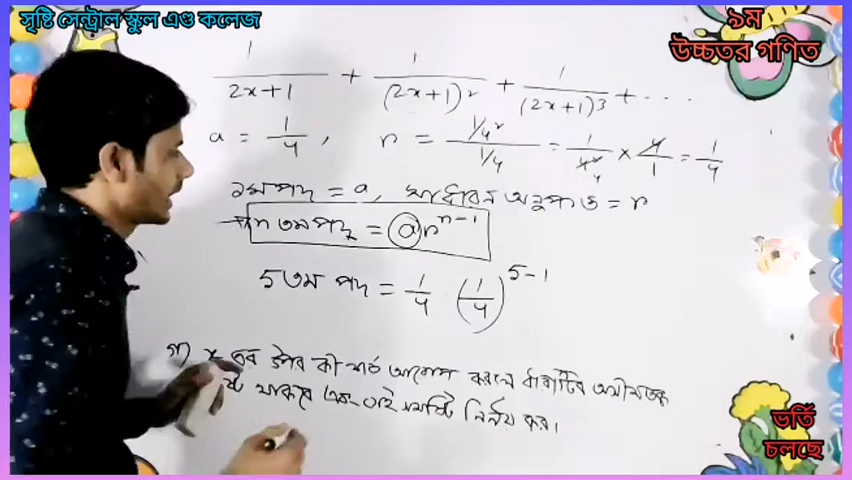 সৃষ্টি সেন্ট্রাল স্কুল এণ্ড কলেজ
৯ম
উচ্চতর গণিত
1/(2x+1) + 1/(2x+1)² + 1/(2x+1)³ + ...
a = 1/4, r = (1/4²)/(1/4) = 1/4² × 4/1 = 1/4
১ম পদ = a, সাধারন অনুপাত = r
n তম পদ = ar^(n-1)
5 তম পদ = 1/4 (1/4)^(5-1)
গ) x এর উপর কী শর্ত আরোপ করলে ধারাটির অসীমতক
থাকবে এবং সেই সমষ্টি নির্ণয় কর।
ভর্তি
চলছে